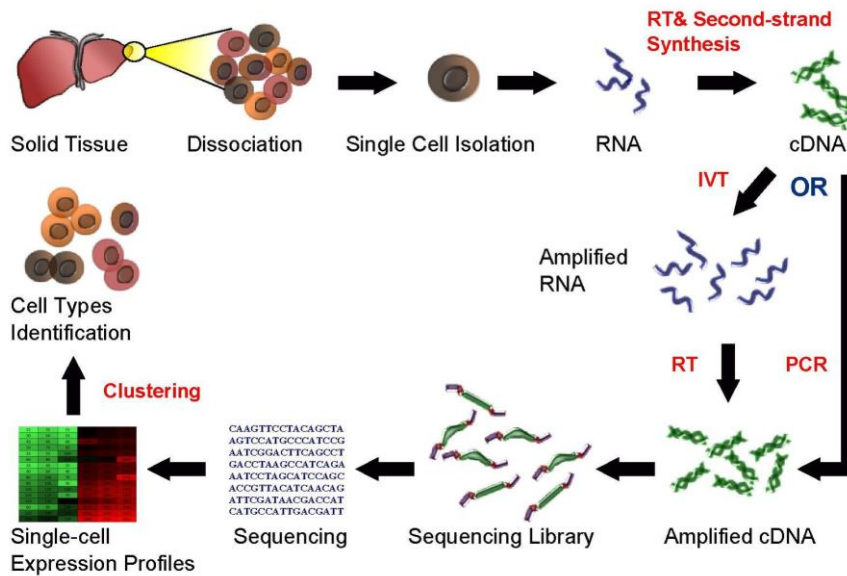 RT& Second-strand
Synthesis
Solid Tissue
Dissociation
Single Cell Isolation
RNA
cDNA
IVT
OR
Amplified
RNA
Cell Types
Identification
Clustering
RT
PCR
CAAGTTCCTACAGCTA
AGTCCATGCCCATCCG
AATCGGACTTCAGCCT
GACCTAAGCCATCAGA
AATCCTAGCATCCAGC
ACCGTTACATCAACAG
ATTCGATAACGACCAT
CATGCCATTGACGATT
Single-cell
Expression Profiles
Sequencing
Sequencing Library
Amplified cDNA